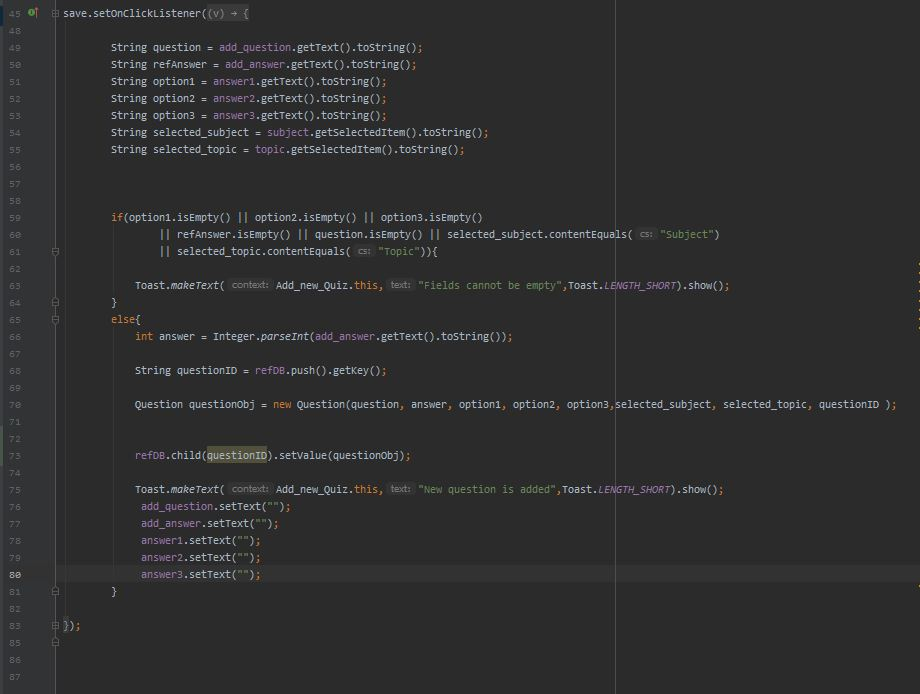 45 save.setOnClickListener((v) → {
48
49 String question = add_question.getText().toString();
50 String refAnswer = add_answer.getText().toString();
51 String option1 = answer1.getText().toString();
52 String option2 = answer2.getText().toString();
53 String option3 = answer3.getText().toString();
54 String selected_subject = subject.getSelectedItem().toString();
55 String selected_topic = topic.getSelectedItem().toString();
56
57
58
59 if(option1.isEmpty() || option2.isEmpty() || option3.isEmpty()
60 || refAnswer.isEmpty() || question.isEmpty() || selected_subject.contentEquals( cs: "Subject")
61 || selected_topic.contentEquals( cs: "Topic")){
62
63 Toast.makeText( context: Add_new_Quiz.this, text: "Fields cannot be empty",Toast.LENGTH_SHORT).show();
64 }
65 else{
66 int answer = Integer.parseInt(add_answer.getText().toString());
67
68 String questionID = refDB.push().getKey();
69
70 Question questionObj = new Question(question, answer, option1, option2, option3,selected_subject, selected_topic, questionID );
71
72
73 refDB.child(questionID).setValue(questionObj);
74
75 Toast.makeText( context: Add_new_Quiz.this, text: "New question is added",Toast.LENGTH_SHORT).show();
76 add_question.setText("");
77 add_answer.setText("");
78 answer1.setText("");
79 answer2.setText("");
80 answer3.setText("");
81 }
82
83 });
85
86
87